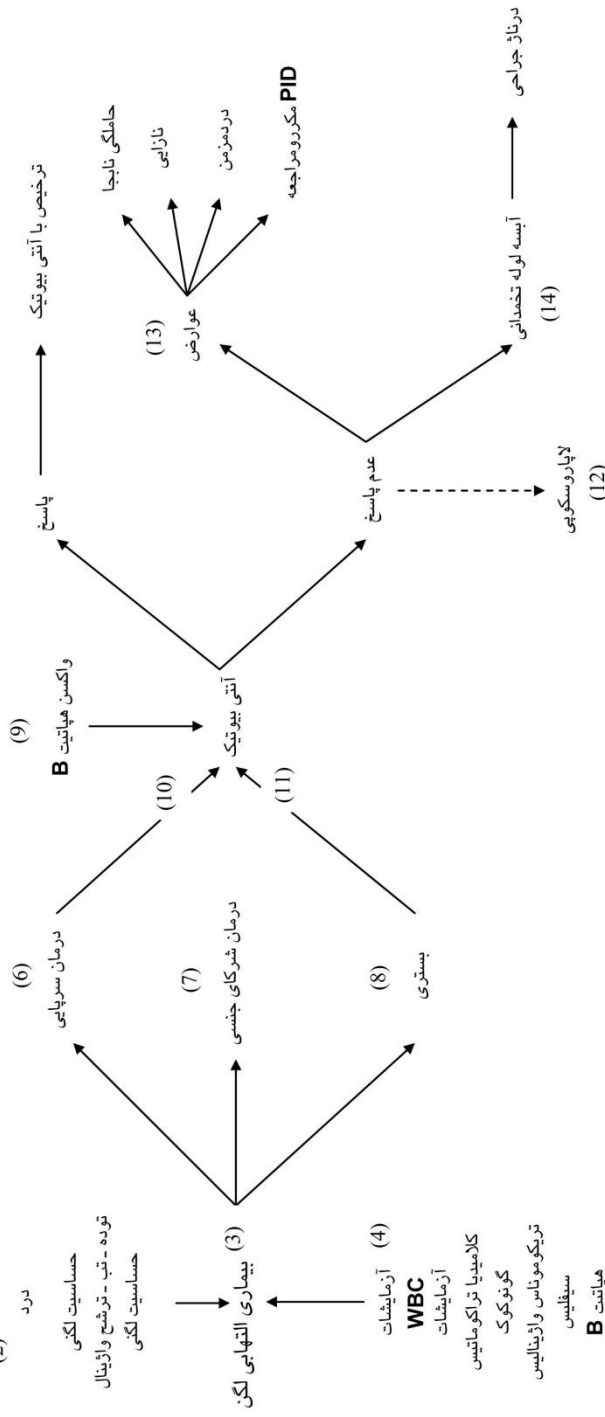 (2)
درد
حساسیت لگنی
توده - تب - ترشح واژینال
حساسیت لگنی
(3)
بیماری التهابی لگن
(4)
آزمایشات
WBC
آزمایشات
کلامیدیا تراکوماتیس
گونوکوک
تریکوموناس واژینالیس
سیفلیس
هپاتیت B
(6)
درمان سرپایی
(7)
درمان شرکای جنسی
(8)
بستری
(9)
واکسن هپاتیت B
(10)
(11)
آنتی بیوتیک
پاسخ
ترخیص با آنتی بیوتیک
عدم پاسخ
لاپاروسکوپی
(12)
(13)
عوارض
حاملگی نابجا
نازایی
دردمزمن
PID مکررومراجعه
آبسه لوله تخمدانی
(14)
درناژ جراحی